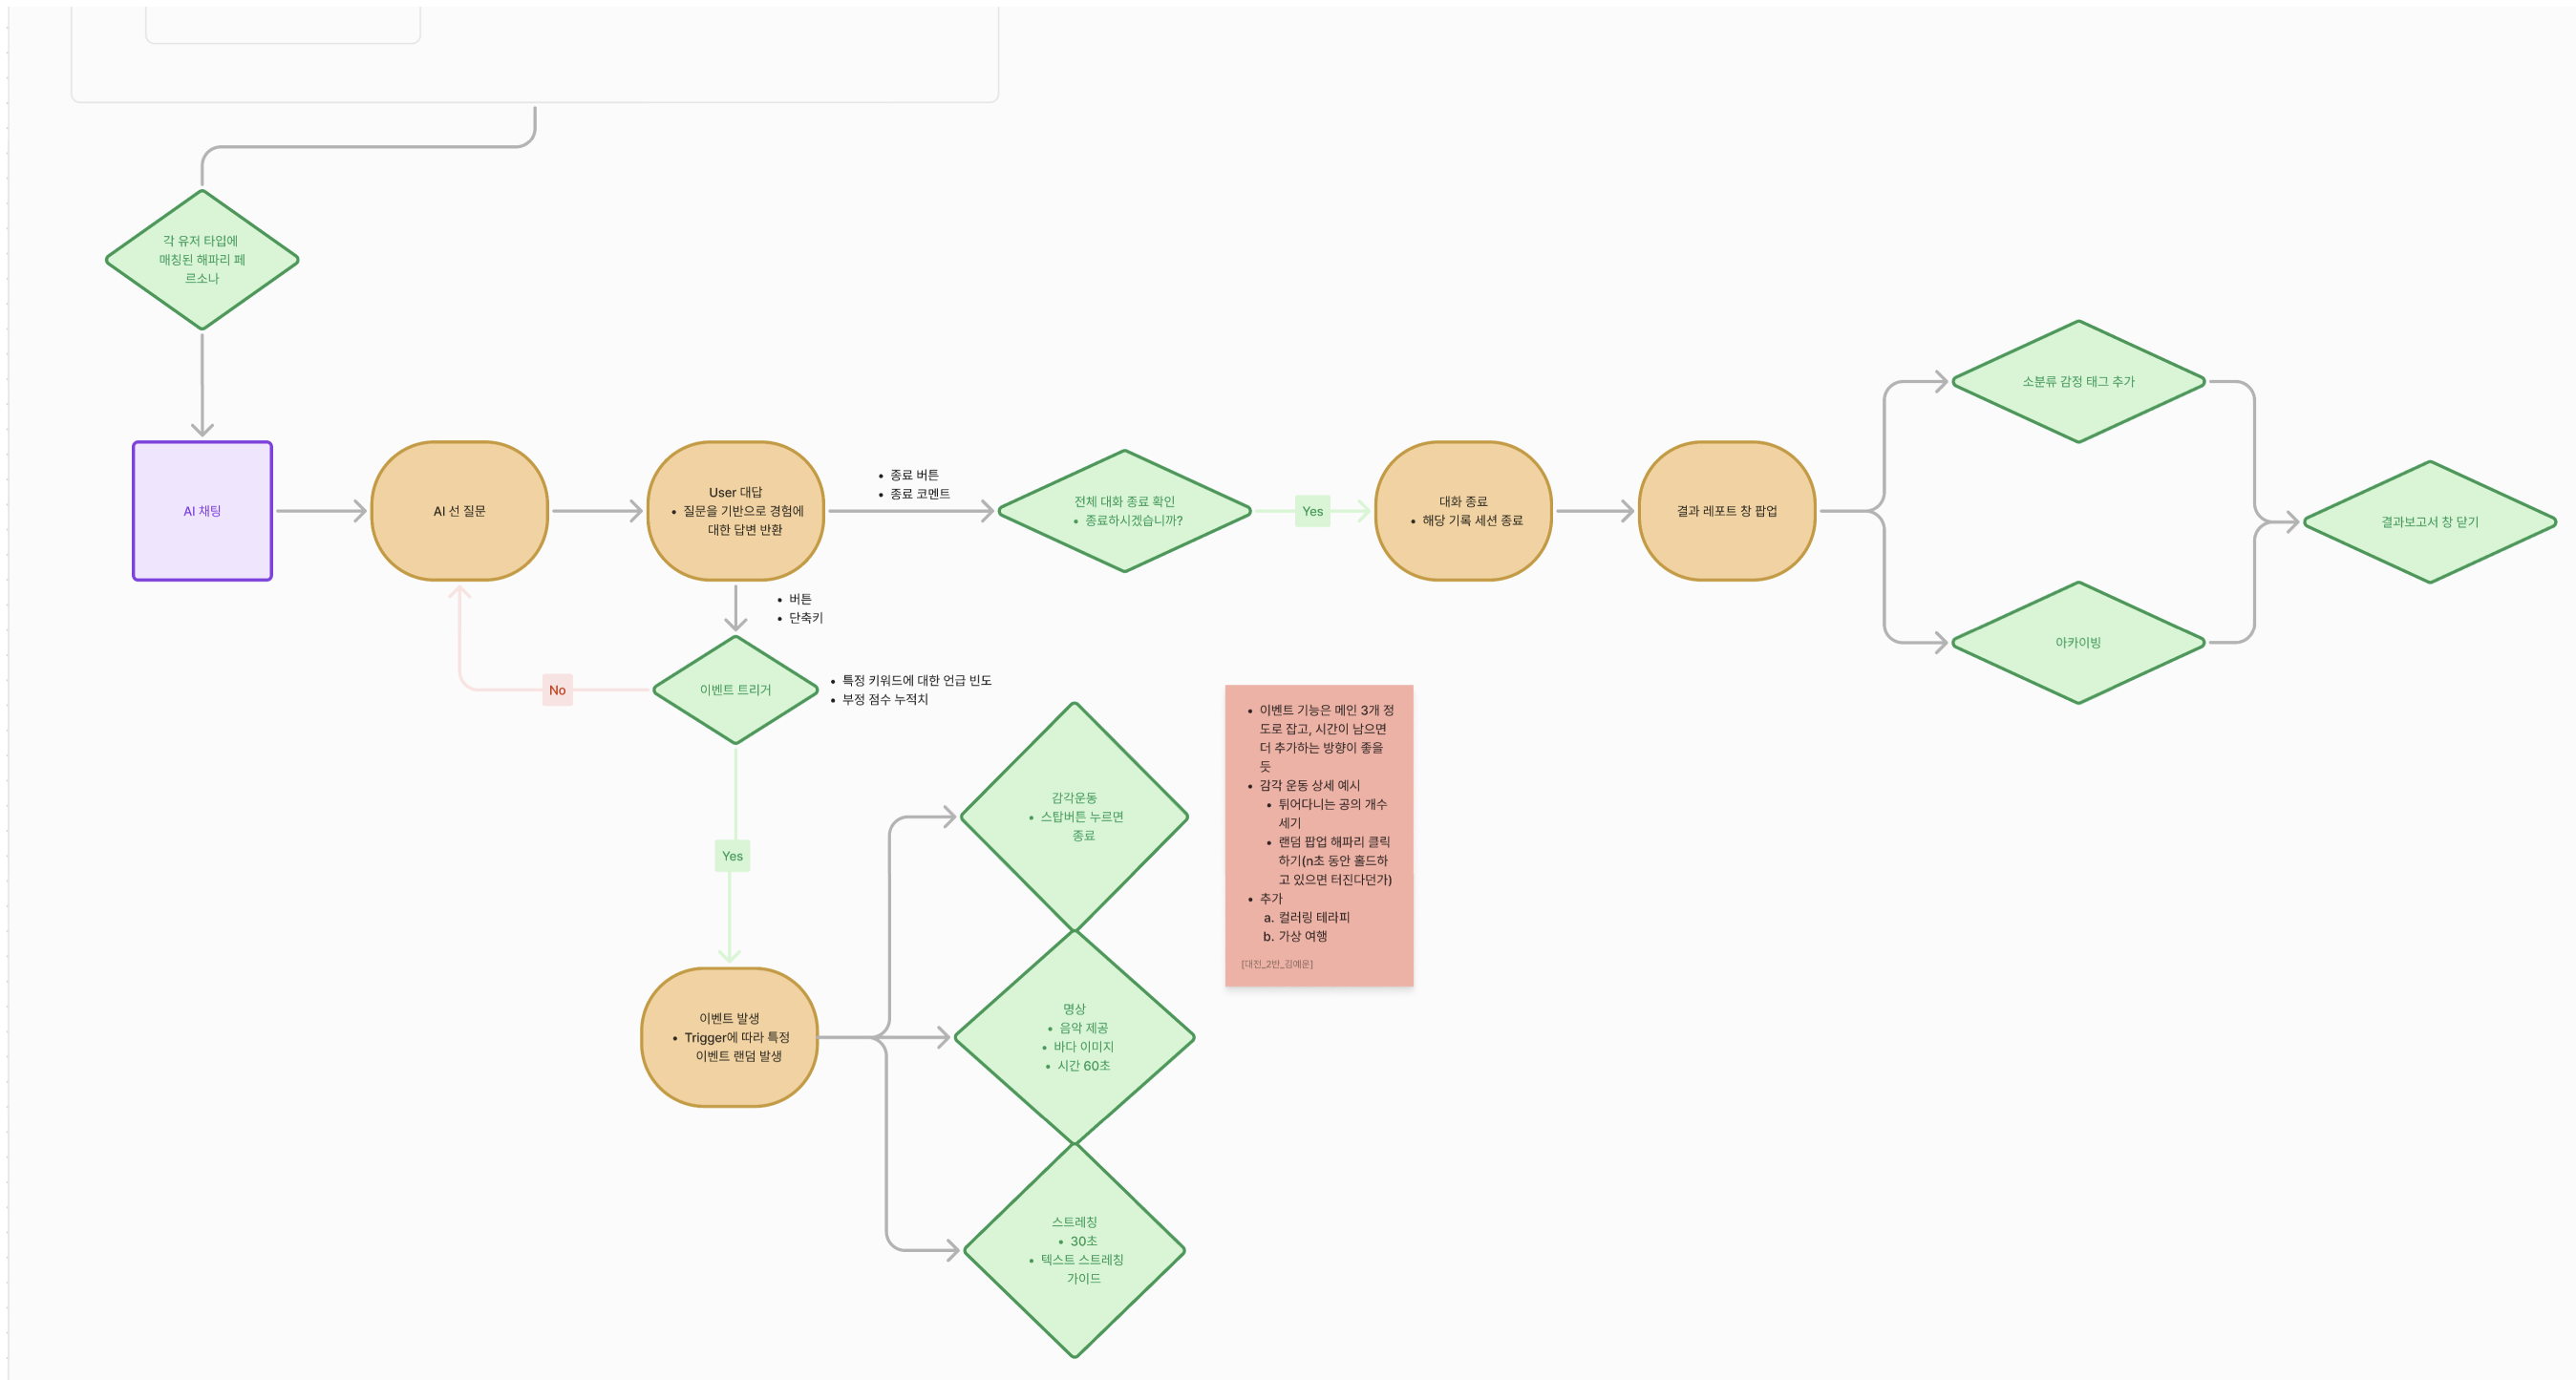 각 유저 타입에
매칭된 해파리 페
르소나
AI 채팅
AI 선 질문
User 대답
• 질문을 기반으로 경험에
대한 답변 반환
• 종료 버튼
• 종료 코멘트
전체 대화 종료 확인
• 종료하시겠습니까?
Yes
대화 종료
• 해당 기록 세션 종료
결과 레포트 창 팝업
소분류 감정 태그 추가
아카이빙
결과보고서 창 닫기
• 버튼
• 단축키
이벤트 트리거
• 특정 키워드에 대한 언급 빈도
• 부정 점수 누적치
No
Yes
이벤트 발생
• Trigger에 따라 특정
이벤트 랜덤 발생
감각운동
• 스탑버튼 누르면
종료
명상
• 음악 제공
• 바다 이미지
• 시간 60초
스트레칭
• 30초
• 텍스트 스트레칭
가이드
• 이벤트 기능은 메인 3개 정
도로 잡고, 시간이 남으면
더 추가하는 방향이 좋을
듯
• 감각 운동 상세 예시
• 튀어다니는 공의 개수
세기
• 랜덤 팝업 해파리 클릭
하기(n초 동안 홀드하
고 있으면 터진다던가)
• 추가
a. 컬러링 테라피
b. 가상 여행
[대전_2반_김예운]